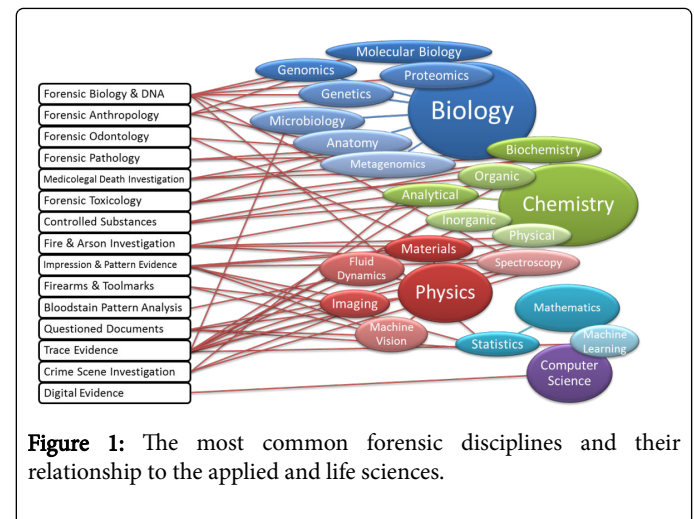 Molecular Biology
Genomics
Proteomics
Forensic Biology & DNA
Genetics
Forensic Anthropology
Biology
Microbiology
Forensic Odontology
Anatomy
Biochemistry
Forensic Pathology
Metagenomics
Medicolegal Death Investigation
Organic
Forensic Toxicology
Analytical
Chemistry
Controlled Substances
Inorganic
Physical
Fire & Arson Investigation
Materials
Impression & Pattern Evidence
Fluid
Dynamics
Spectroscopy
Firearms & Toolmarks
Physics
Bloodstain Pattern Analysis
Imaging
Mathematics
Questioned Documents
Machine
Vision
Trace Evidence
Statistics
Machine
Learning
Crime Scene Investigation
Computer
Science
Digital Evidence
Figure 1: The most common forensic disciplines and their
relationship to the applied and life sciences.